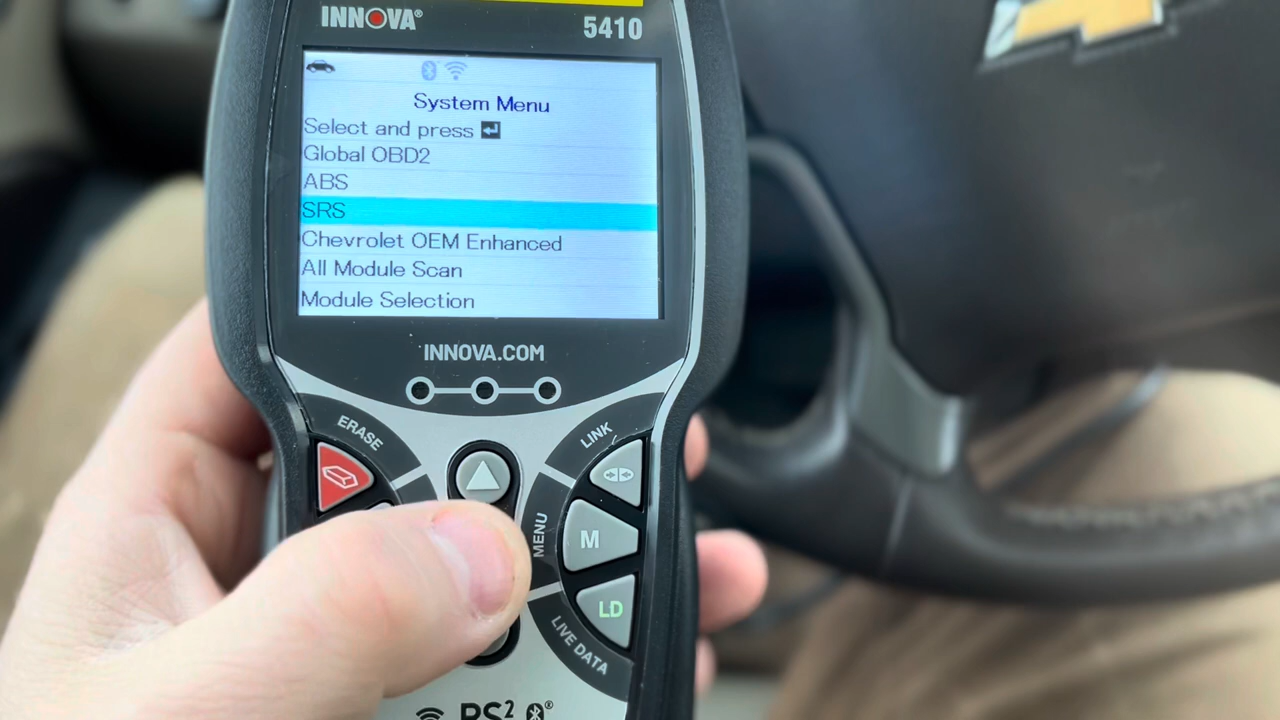 INNOVA®
5410
System Menu
Select and press
Global OBD2
ABS
SRS
Chevrolet OEM Enhanced
All Module Scan
Module Selection
INNOVA.COM
ERASE
LINK
MENU
M
LD
LIVE DATA
RS²